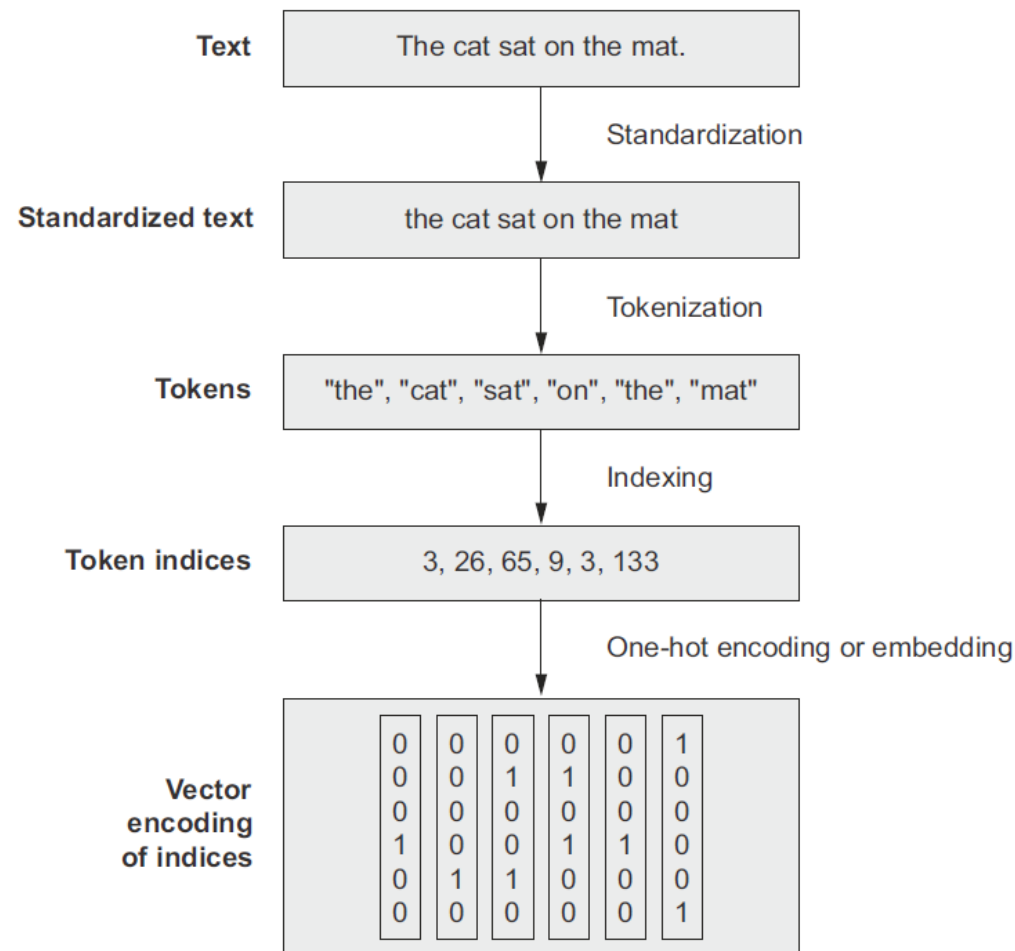 Text
The cat sat on the mat.
Standardization
Standardized text
the cat sat on the mat
Tokenization
Tokens
"the", "cat", "sat", "on", "the", "mat"
Indexing
Token indices
3, 26, 65, 9, 3, 133
One-hot encoding or embedding
Vector
encoding
of indices
0 0 0 0 0 1
0 0 1 1 0 0
0 0 0 0 0 0
1 0 0 1 1 0
0 1 1 0 0 0
0 0 0 0 0 1